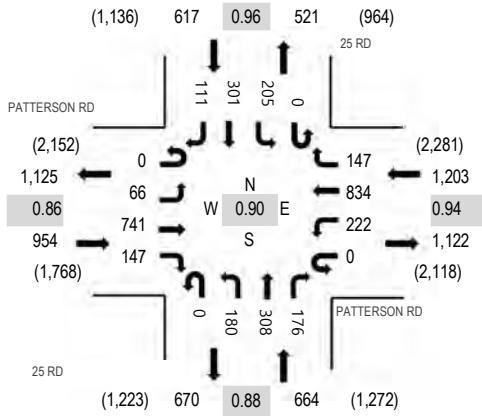 (1,136) 617 0.96 521 (964)
25 RD
111 301 205 0
PATTERSON RD
(2,152) (2,281)
0 147
1,125 1,203
66 N 834
0.86 W 0.90 E 0.94
741 222
954 S 1,122
147 0
(1,768) (2,118)
0 180 308 176
PATTERSON RD
25 RD
(1,223) 670 0.88 664 (1,272)